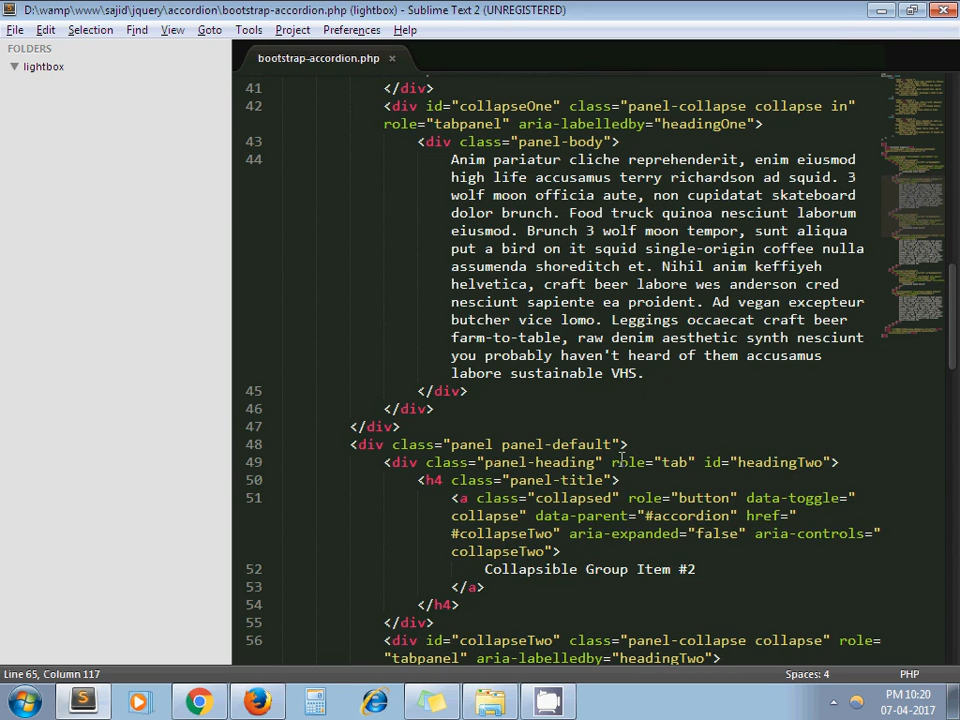 D:\wamp\www\sajid\jquery\accordion\bootstrap-accordion.php (lightbox) - Sublime Text 2 (UNREGISTERED)
File Edit Selection Find View Goto Tools Project Preferences Help
FOLDERS
lightbox
bootstrap-accordion.php ×
41 </div>
42 <div id="collapseOne" class="panel-collapse collapse in"
role="tabpanel" aria-labelledby="headingOne">
43 <div class="panel-body">
44 Anim pariatur cliche reprehenderit, enim eiusmod
high life accusamus terry richardson ad squid. 3
wolf moon officia aute, non cupidatat skateboard
dolor brunch. Food truck quinoa nesciunt laborum
eiusmod. Brunch 3 wolf moon tempor, sunt aliqua
put a bird on it squid single-origin coffee nulla
assumenda shoreditch et. Nihil anim keffiyeh
helvetica, craft beer labore wes anderson cred
nesciunt sapiente ea proident. Ad vegan excepteur
butcher vice lomo. Leggings occaecat craft beer
farm-to-table, raw denim aesthetic synth nesciunt
you probably haven't heard of them accusamus
labore sustainable VHS.
45 </div>
46 </div>
47 </div>
48 <div class="panel panel-default">
49 <div class="panel-heading" role="tab" id="headingTwo">
50 <h4 class="panel-title">
51 <a class="collapsed" role="button" data-toggle="
collapse" data-parent="#accordion" href="
#collapseTwo" aria-expanded="false" aria-controls="
collapseTwo">
52 Collapsible Group Item #2
53 </a>
54 </h4>
55 </div>
56 <div id="collapseTwo" class="panel-collapse collapse" role=
"tabpanel" aria-labelledby="headingTwo">
Line 65, Column 117 Spaces: 4 PHP
PM 10:20
07-04-2017